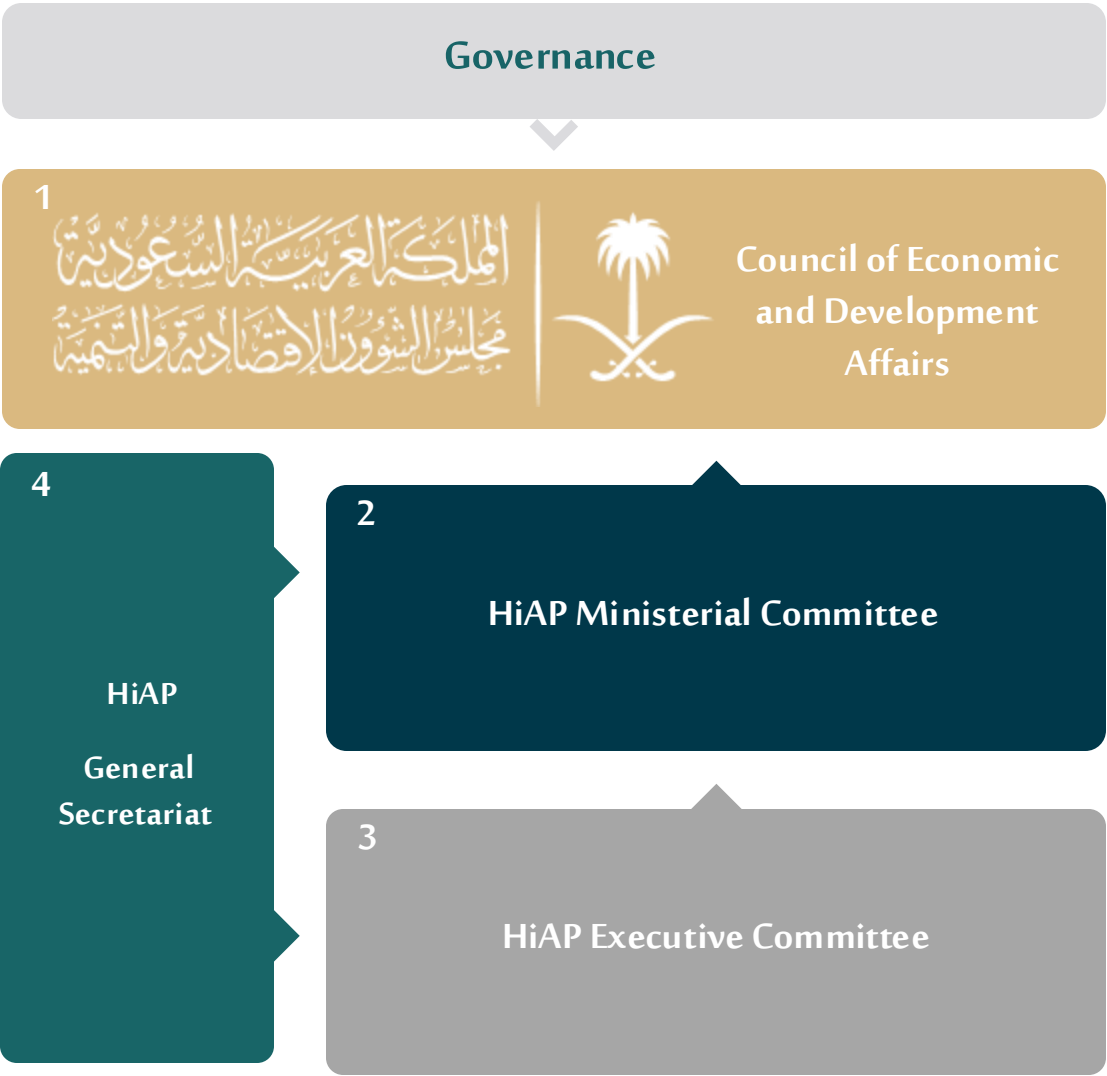 Governance
1
المملكة العربية السعودية
مجلس الشؤون الاقتصادية والتنمية
Council of Economic
and Development
Affairs
4
HiAP
General
Secretariat
2
HiAP Ministerial Committee
3
HiAP Executive Committee